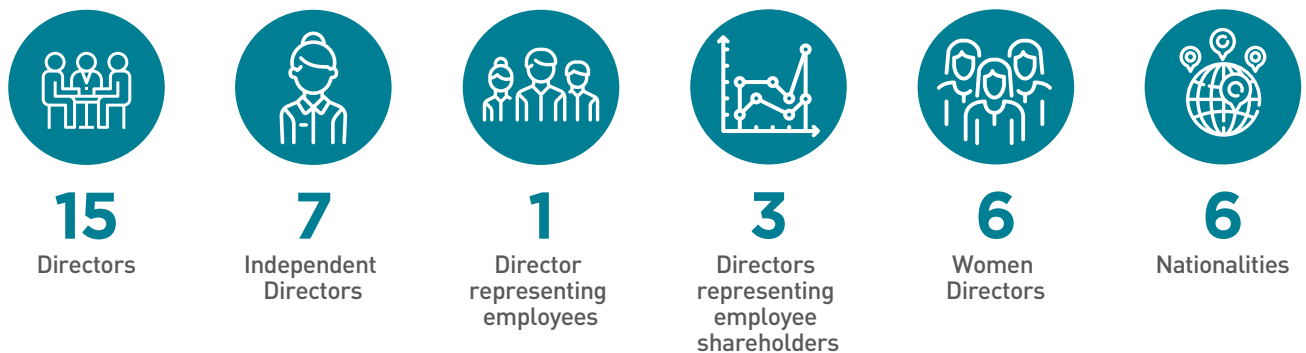 15
Directors
7
Independent
Directors
1
Director
representing
employees
3
Directors
representing
employee
shareholders
6
Women
Directors
6
Nationalities